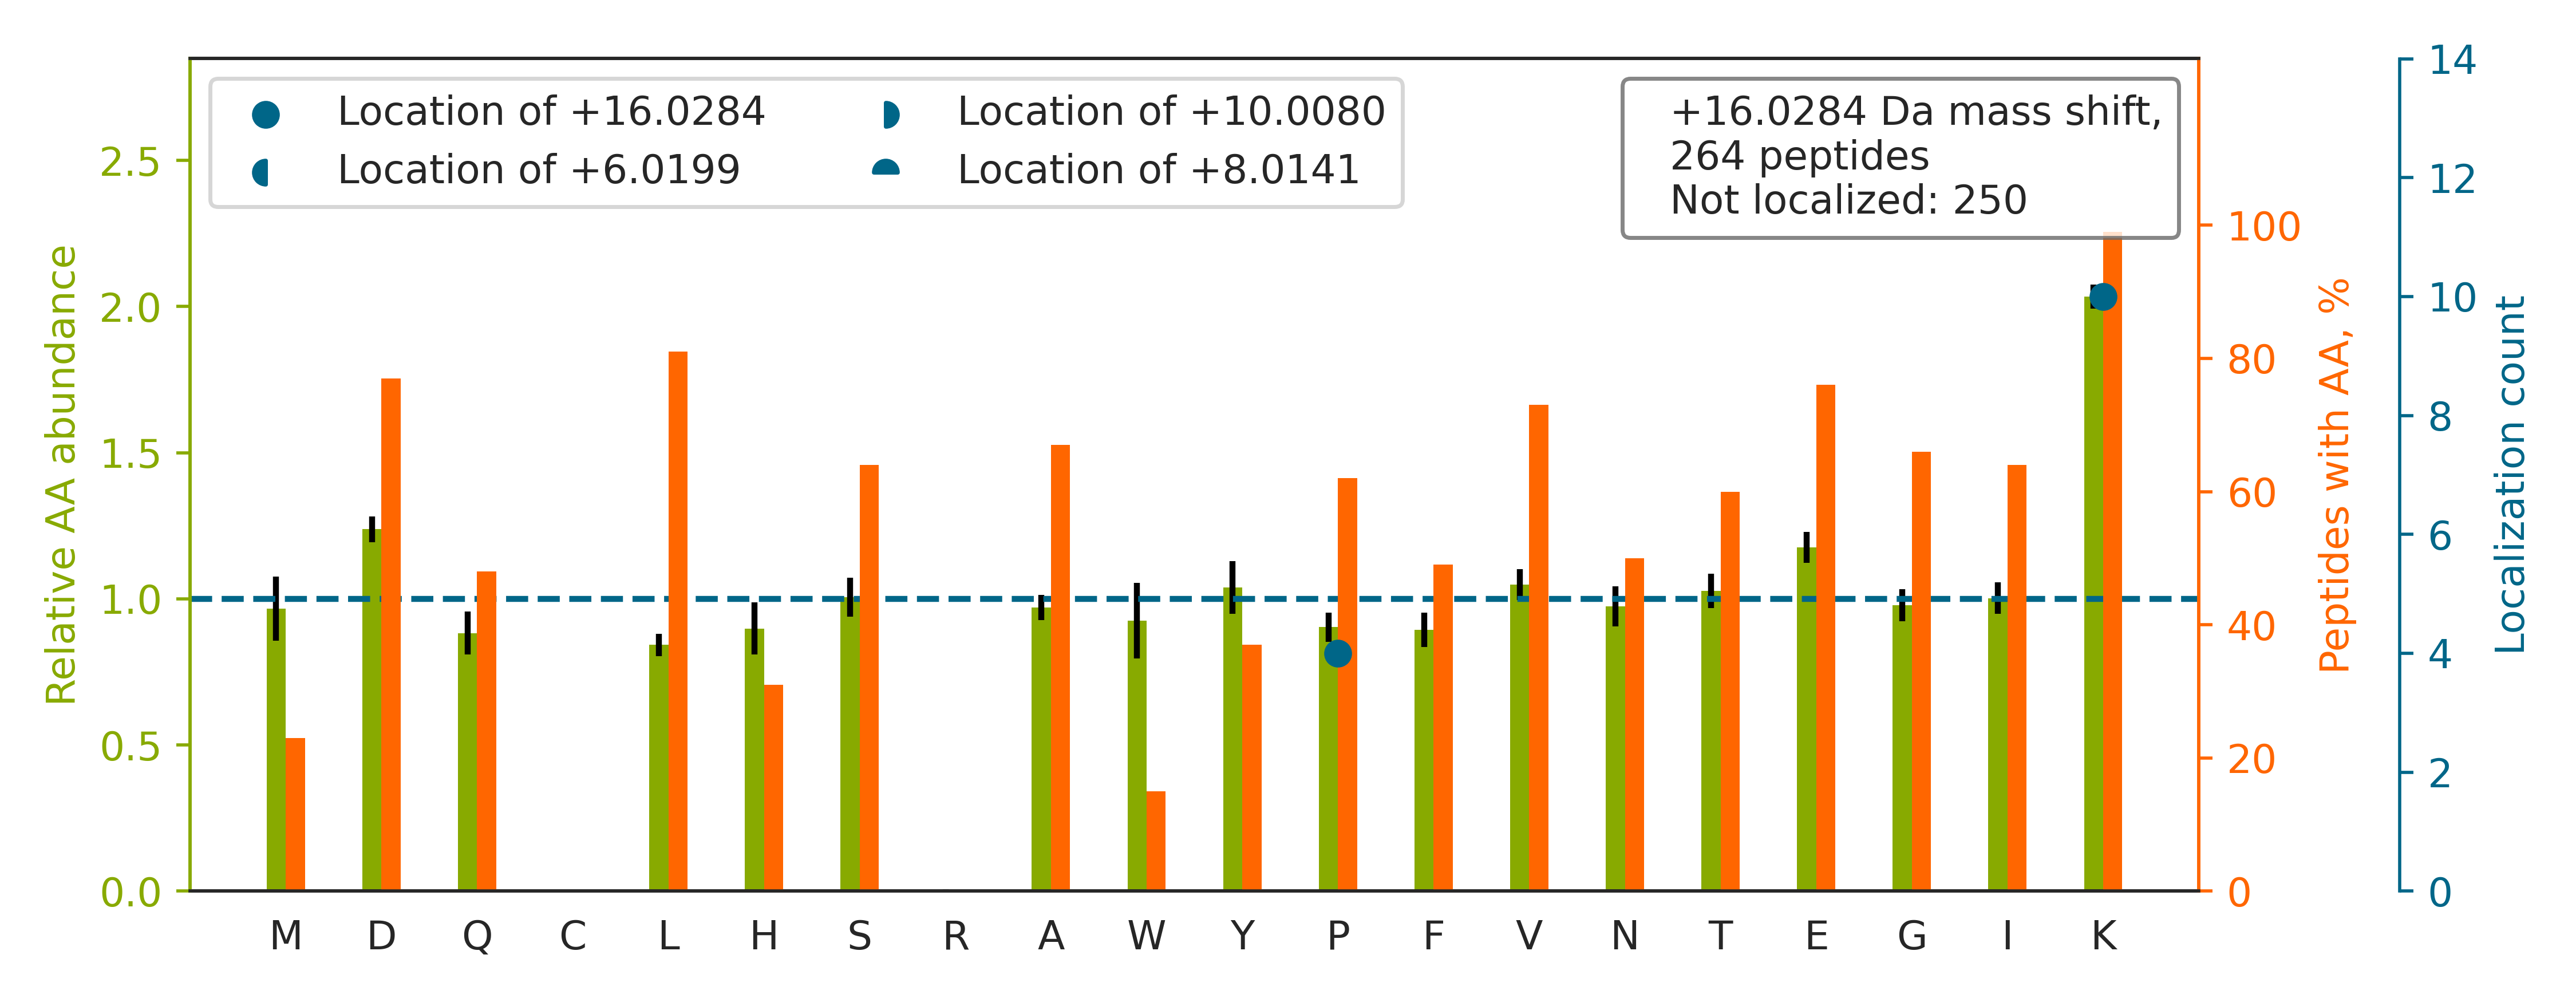 Location of +16.0284
Location of +6.0199
Location of +10.0080
Location of +8.0141
+16.0284 Da mass shift,
264 peptides
Not localized: 250
Relative AA abundance
2.5
2.0
1.5
1.0
0.5
0.0
M D Q C L H S R A W Y P F V N T E G I K
100
80
60
40
20
0
Peptides with AA, %
14
12
10
8
6
4
2
0
Localization count